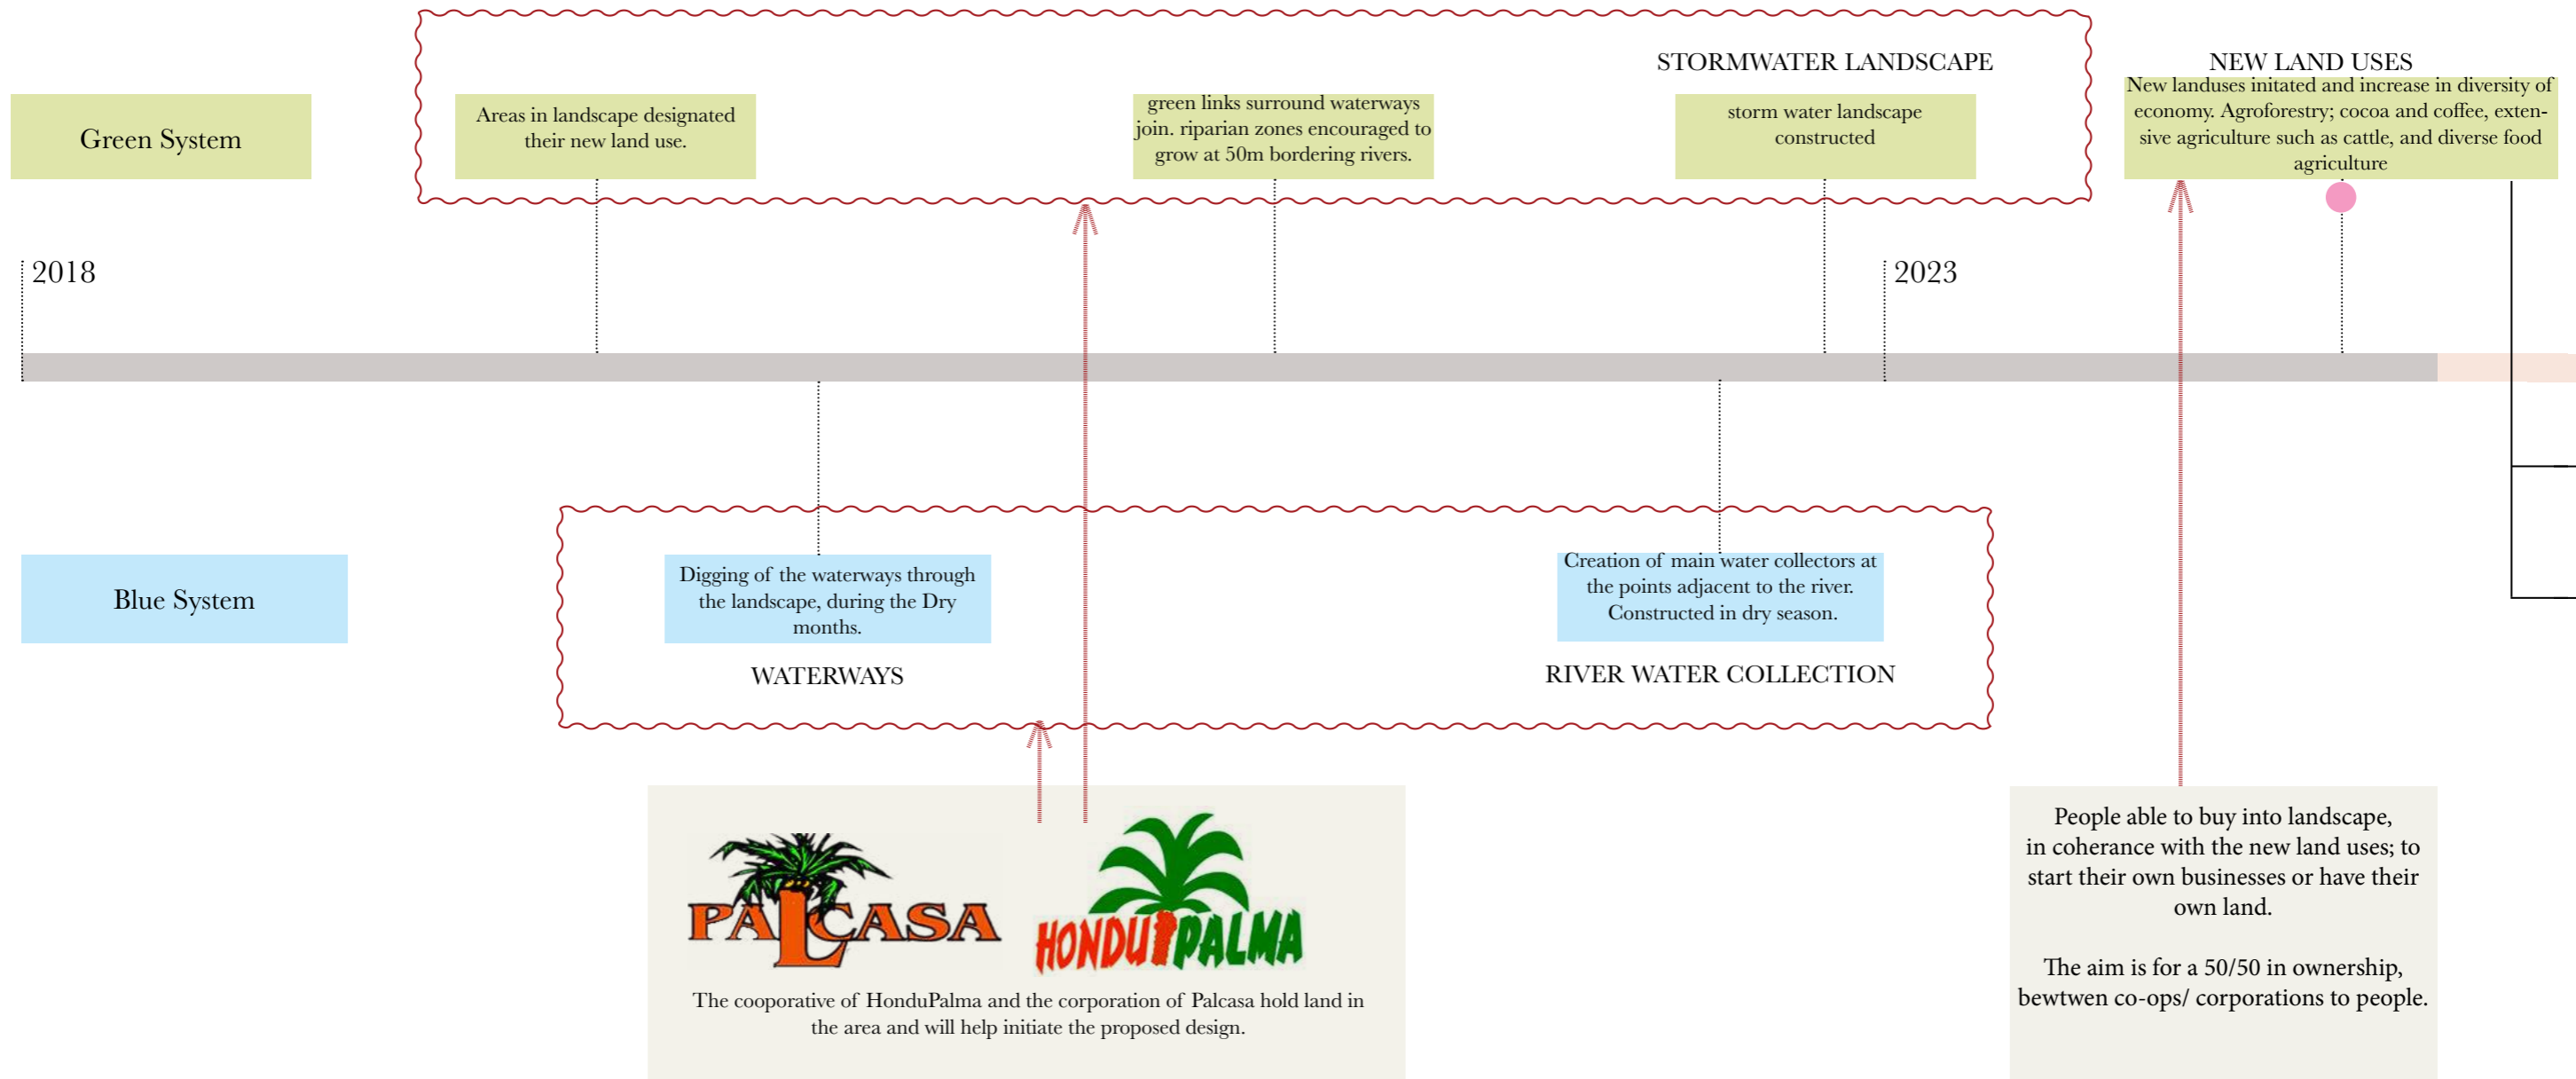 STORMWATER LANDSCAPE
NEW LAND USES
Green System
Areas in landscape designated
their new land use.
green links surround waterways
join. riparian zones encouraged to
grow at 50m bordering rivers.
storm water landscape
constructed
New landuses initated and increase in diversity of
economy. Agroforestry; cocoa and coffee, exten-
sive agriculture such as cattle, and diverse food
agriculture
2018
2023
Blue System
Digging of the waterways through
the landscape, during the Dry
months.
WATERWAYS
Creation of main water collectors at
the points adjacent to the river.
Constructed in dry season.
RIVER WATER COLLECTION
PALCASA
HONDUPALMA
The cooporative of HonduPalma and the corporation of Palcasa hold land in
the area and will help initiate the proposed design.
People able to buy into landscape,
in coherance with the new land uses; to
start their own businesses or have their
own land.
The aim is for a 50/50 in ownership,
bewtwen co-ops/ corporations to people.